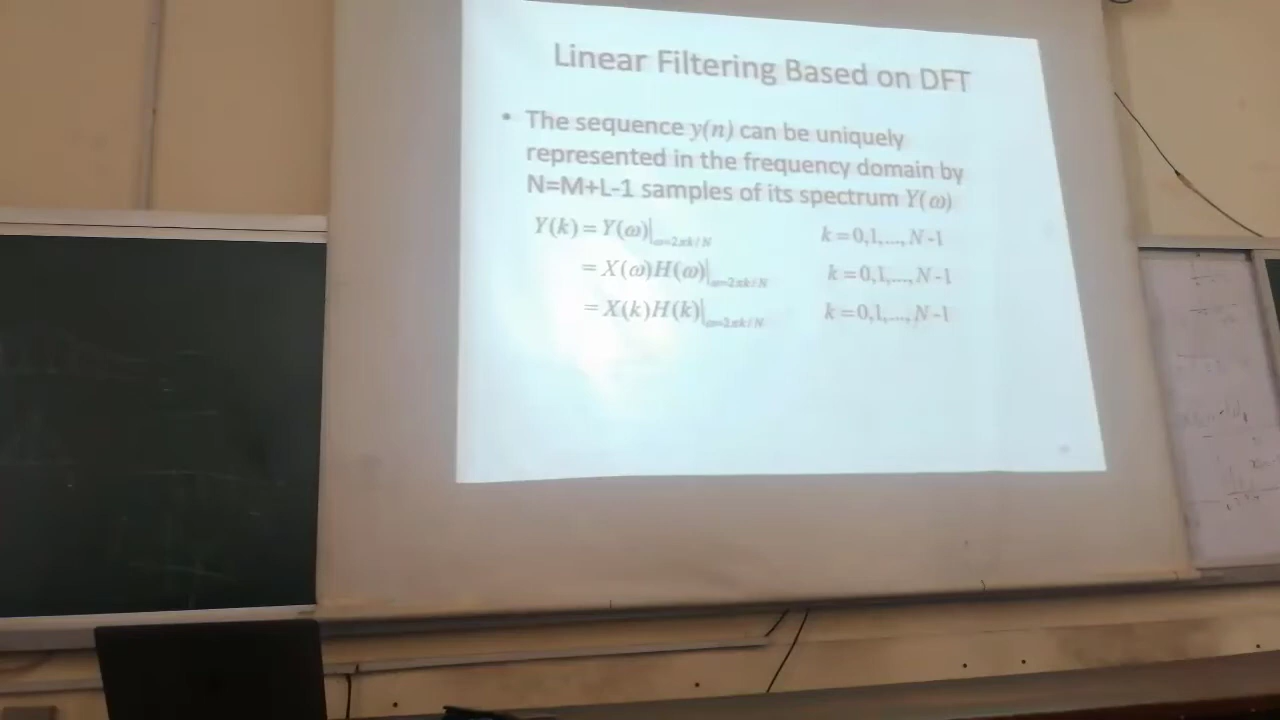 Linear Filtering Based on DFT
• The sequence y(n) can be uniquely
represented in the frequency domain by
N=M+L-1 samples of its spectrum Y(ω)
Y(k) = Y(ω)|ω=2πk/N k = 0,1,..., N-1
= X(ω)H(ω)|ω=2πk/N k = 0,1,..., N-1
= X(k)H(k)|ω=2πk/N k = 0,1,..., N-1